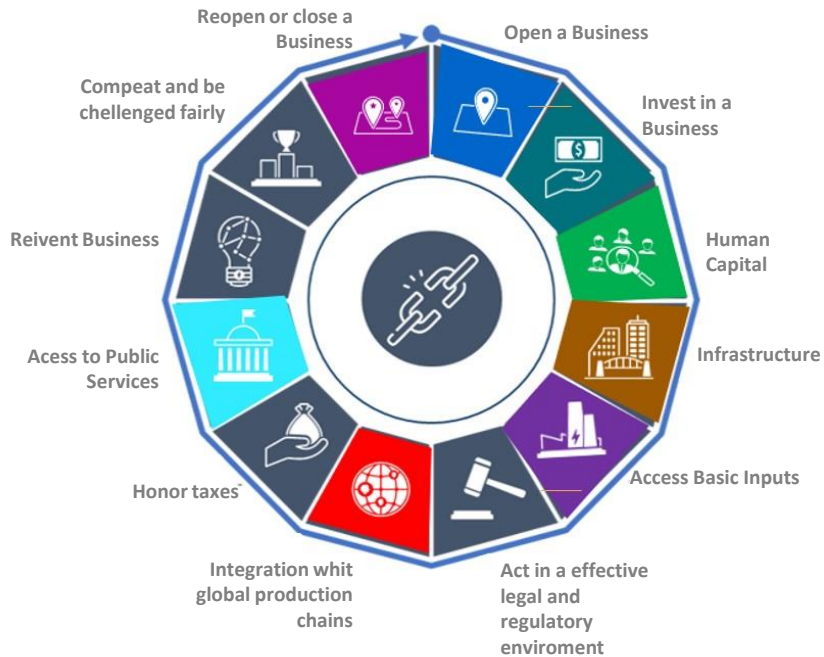 Reopen or close a
Business
Open a Business
Compeat and be
chellenged fairly
Invest in a
Business
$
Reivent Business
Human
Capital
Acess to Public
Services
Infrastructure
Honor taxes
Access Basic Inputs
Integration whit
global production
chains
Act in a effective
legal and
regulatory
enviroment